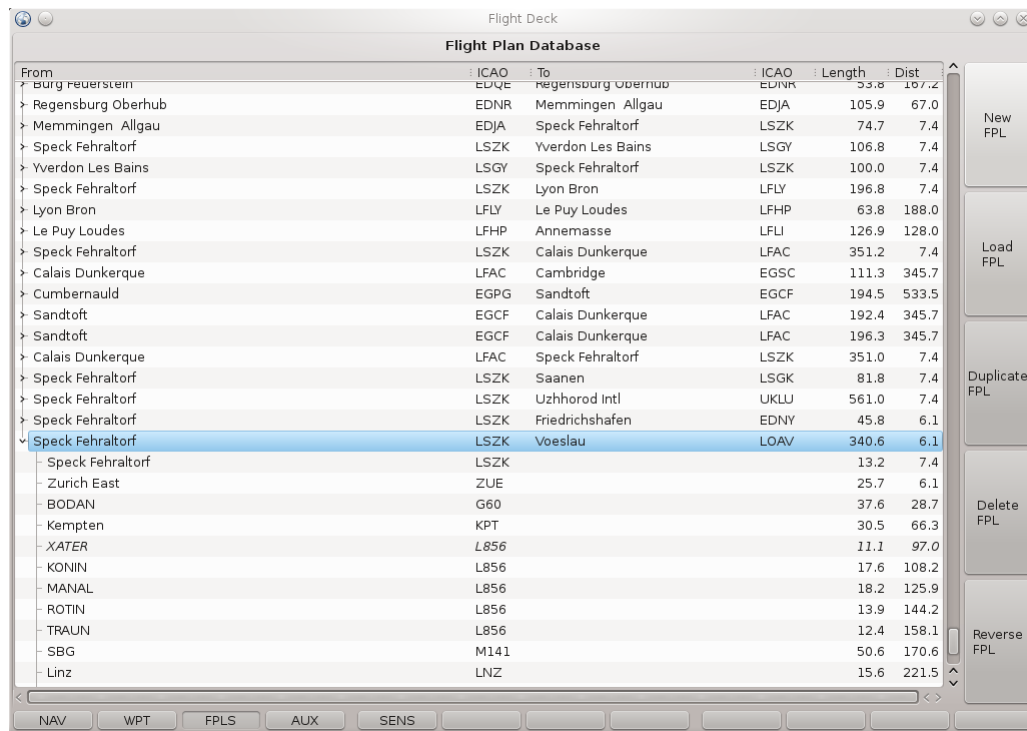 Flight Deck
Flight Plan Database
From ICAO To ICAO Length Dist
Burg Feuerstein EDQE Regensburg Oberhub EDNR 53.8 167.2
Regensburg Oberhub EDNR Memmingen Allgau EDJA 105.9 67.0
Memmingen Allgau EDJA Speck Fehraltorf LSZK 74.7 7.4
Speck Fehraltorf LSZK Yverdon Les Bains LSGY 106.8 7.4
Yverdon Les Bains LSGY Speck Fehraltorf LSZK 100.0 7.4
Speck Fehraltorf LSZK Lyon Bron LFLY 196.8 7.4
Lyon Bron LFLY Le Puy Loudes LFHP 63.8 188.0
Le Puy Loudes LFHP Annemasse LFLI 126.9 128.0
Speck Fehraltorf LSZK Calais Dunkerque LFAC 351.2 7.4
Calais Dunkerque LFAC Cambridge EGSC 111.3 345.7
Cumbernauld EGPG Sandtoft EGCF 194.5 533.5
Sandtoft EGCF Calais Dunkerque LFAC 192.4 345.7
Sandtoft EGCF Calais Dunkerque LFAC 196.3 345.7
Calais Dunkerque LFAC Speck Fehraltorf LSZK 351.0 7.4
Speck Fehraltorf LSZK Saanen LSGK 81.8 7.4
Speck Fehraltorf LSZK Uzhhorod Intl UKLU 561.0 7.4
Speck Fehraltorf LSZK Friedrichshafen EDNY 45.8 6.1
Speck Fehraltorf LSZK Voeslau LOAV 340.6 6.1
Speck Fehraltorf LSZK 13.2 7.4
Zurich East ZUE 25.7 6.1
BODAN G60 37.6 28.7
Kempten KPT 30.5 66.3
XATER L856 11.1 97.0
KONIN L856 17.6 108.2
MANAL L856 18.2 125.9
ROTIN L856 13.9 144.2
TRAUN L856 12.4 158.1
SBG M141 50.6 170.6
Linz LNZ 15.6 221.5
New
FPL
Load
FPL
Duplicate
FPL
Delete
FPL
Reverse
FPL
NAV WPT FPLS AUX SENS